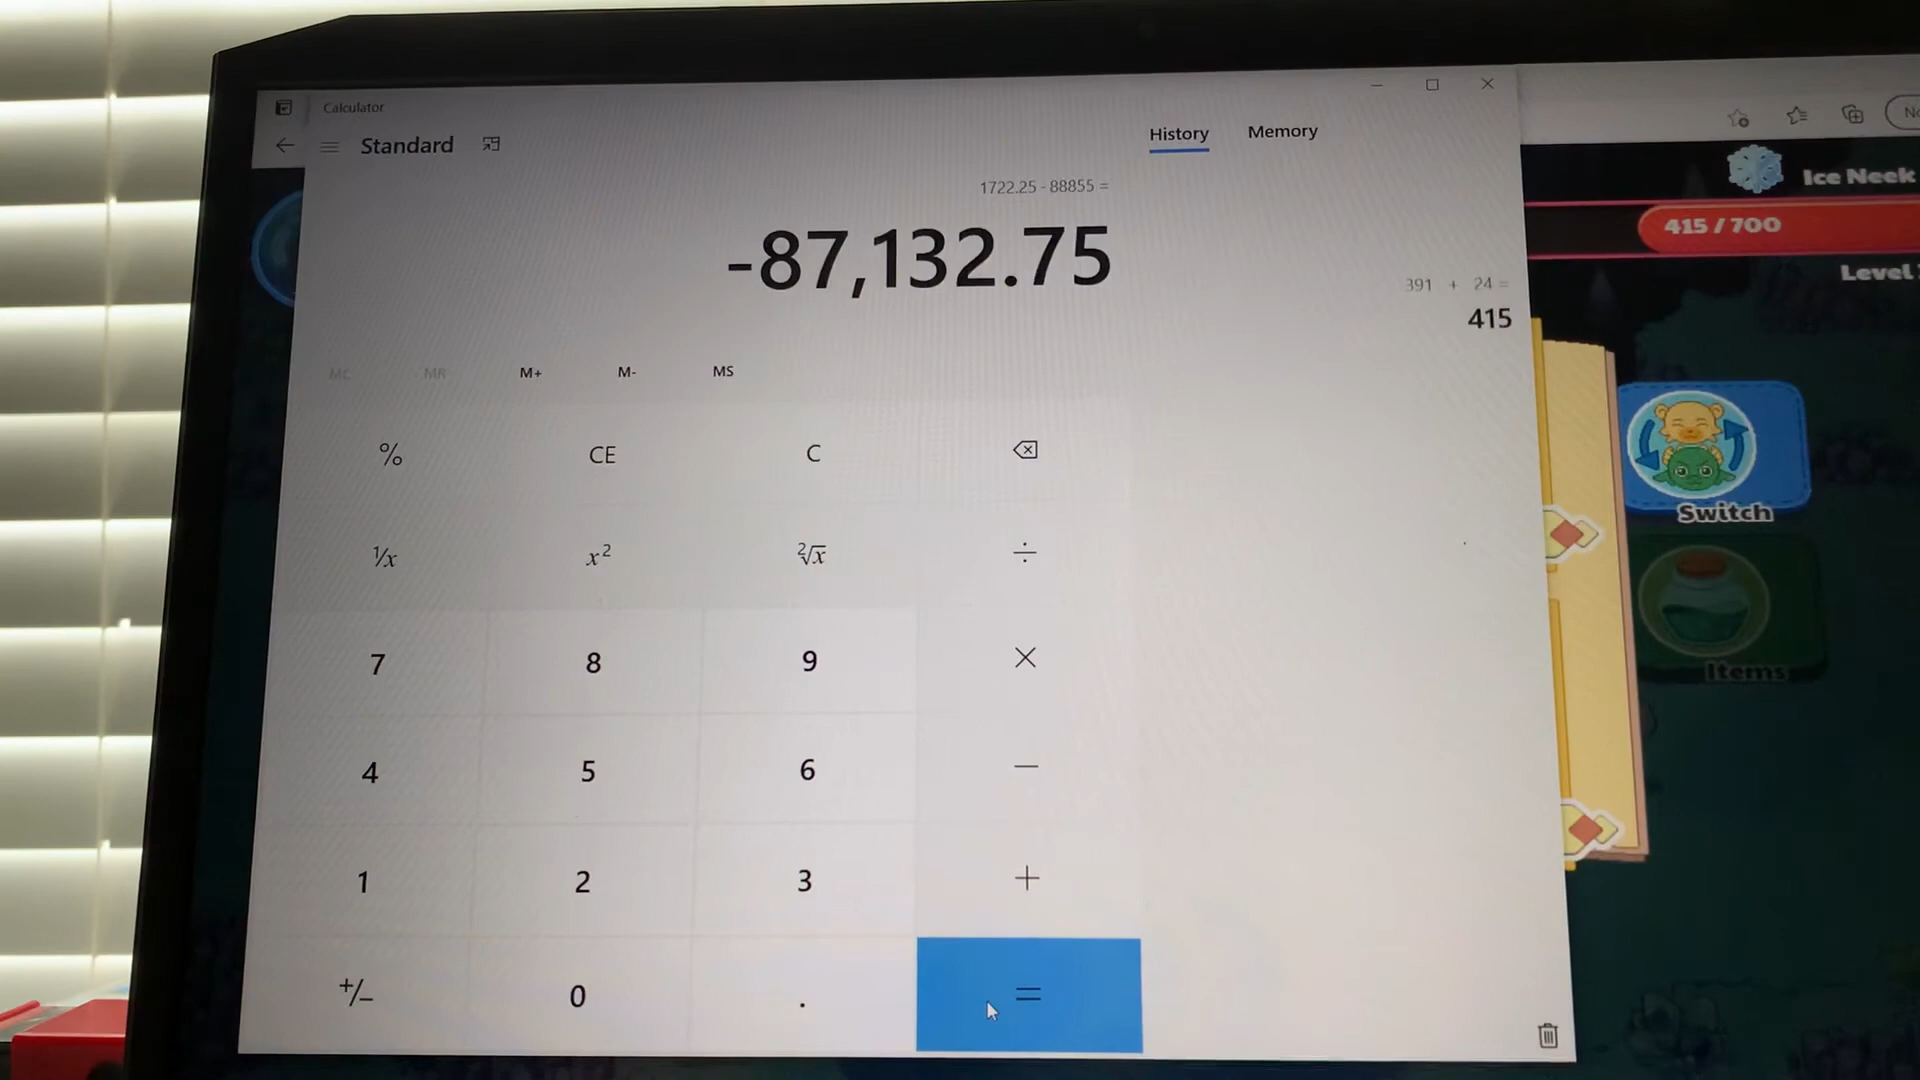 Calculator
Standard
History Memory
1722.25 - 88855 =
-87,132.75
391 + 24 =
415
MC MR M+ M- MS
% CE C
1/x x² ²√x ÷
7 8 9 ×
4 5 6 −
1 2 3 +
+/− 0 . =
Ice Neek
415 / 700
Level
Switch
Items